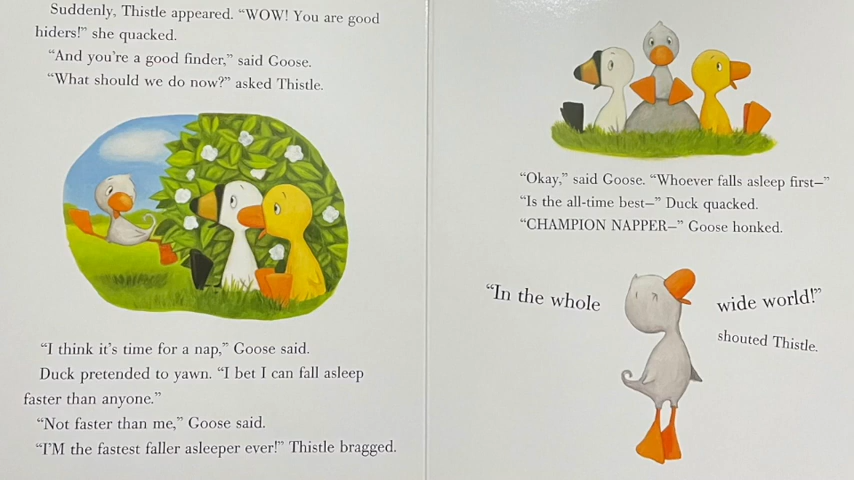 Suddenly, Thistle appeared. “WOW! You are good
hiders!” she quacked.
“And you’re a good finder,” said Goose.
“What should we do now?” asked Thistle.
“I think it’s time for a nap,” Goose said.
Duck pretended to yawn. “I bet I can fall asleep
faster than anyone.”
“Not faster than me,” Goose said.
“I’M the fastest faller asleeper ever!” Thistle bragged.
“Okay,” said Goose. “Whoever falls asleep first—”
“Is the all-time best—” Duck quacked.
“CHAMPION NAPPER—” Goose honked.
“In the whole
wide world!”
shouted Thistle.